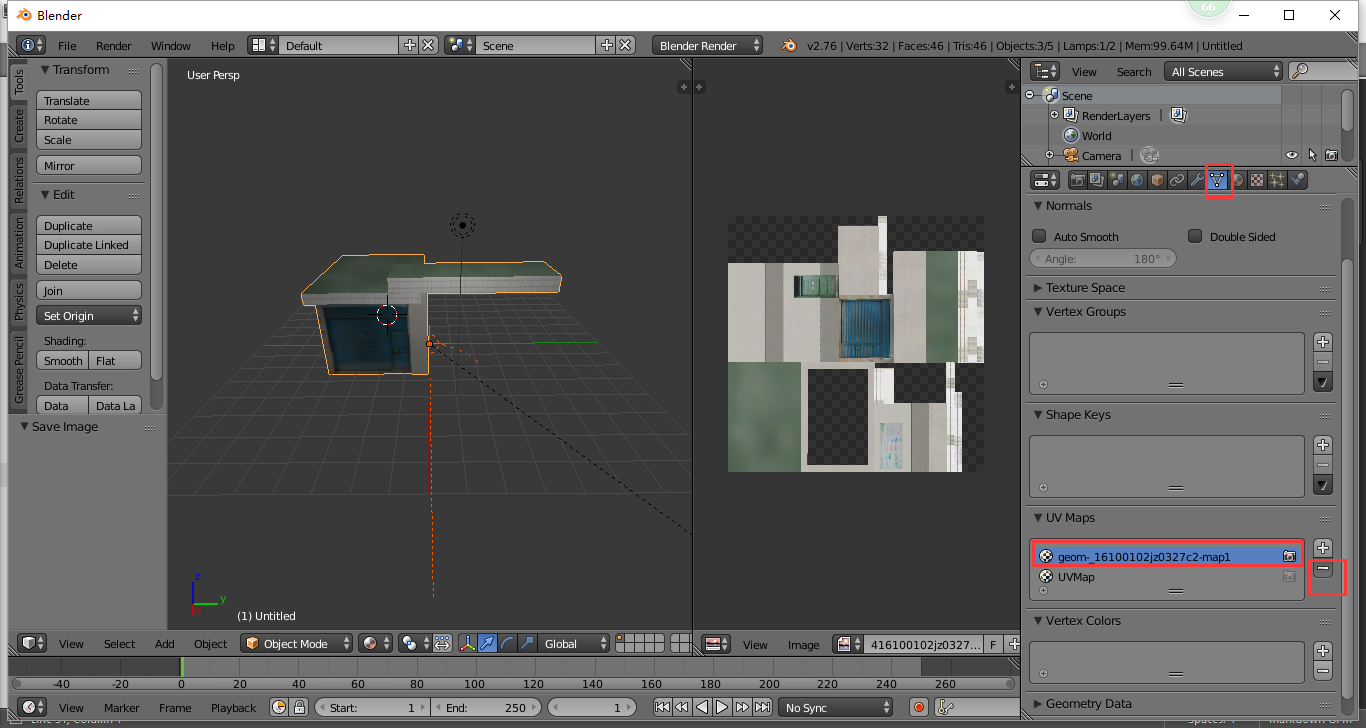 66
Blender
File Render Window Help Default Scene Blender Render v2.76 | Verts:32 | Faces:46 | Tris:46 | Objects:3/5 | Lamps:1/2 | Mem:99.64M | Untitled
Tools
Create
Relations
Animation
Physics
Grease Pencil
Transform
Translate
Rotate
Scale
Mirror
Edit
Duplicate
Duplicate Linked
Delete
Join
Set Origin
Shading:
Smooth Flat
Data Transfer:
Data Data La
Save Image
User Persp
z
y
(1) Untitled
View Search All Scenes
Scene
RenderLayers
World
Camera
Normals
Auto Smooth Double Sided
Angle: 180°
Texture Space
Vertex Groups
Shape Keys
UV Maps
geom-_16100102jz0327c2-map1
UVMap
Vertex Colors
Geometry Data
View Select Add Object Object Mode Global
View Image 416100102jz0327... F
-40 -20 0 20 40 60 80 100 120 140 160 180 200 220 240 260
View Marker Frame Playback Start: 1 End: 250 1 No Sync